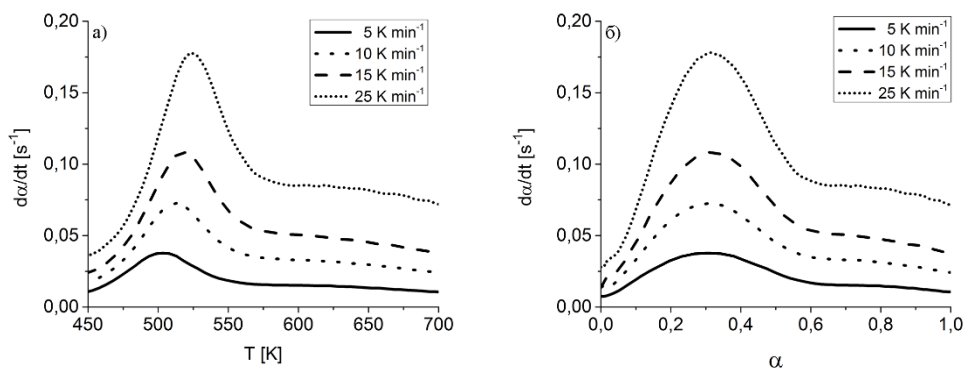 а)
5 K min⁻¹
10 K min⁻¹
15 K min⁻¹
25 K min⁻¹
0,20
0,15
0,10
0,05
0,00
dα/dt [s⁻¹]
450 500 550 600 650 700
T [K]
б)
5 K min⁻¹
10 K min⁻¹
15 K min⁻¹
25 K min⁻¹
0,20
0,15
0,10
0,05
0,00
dα/dt [s⁻¹]
0,0 0,2 0,4 0,6 0,8 1,0
α